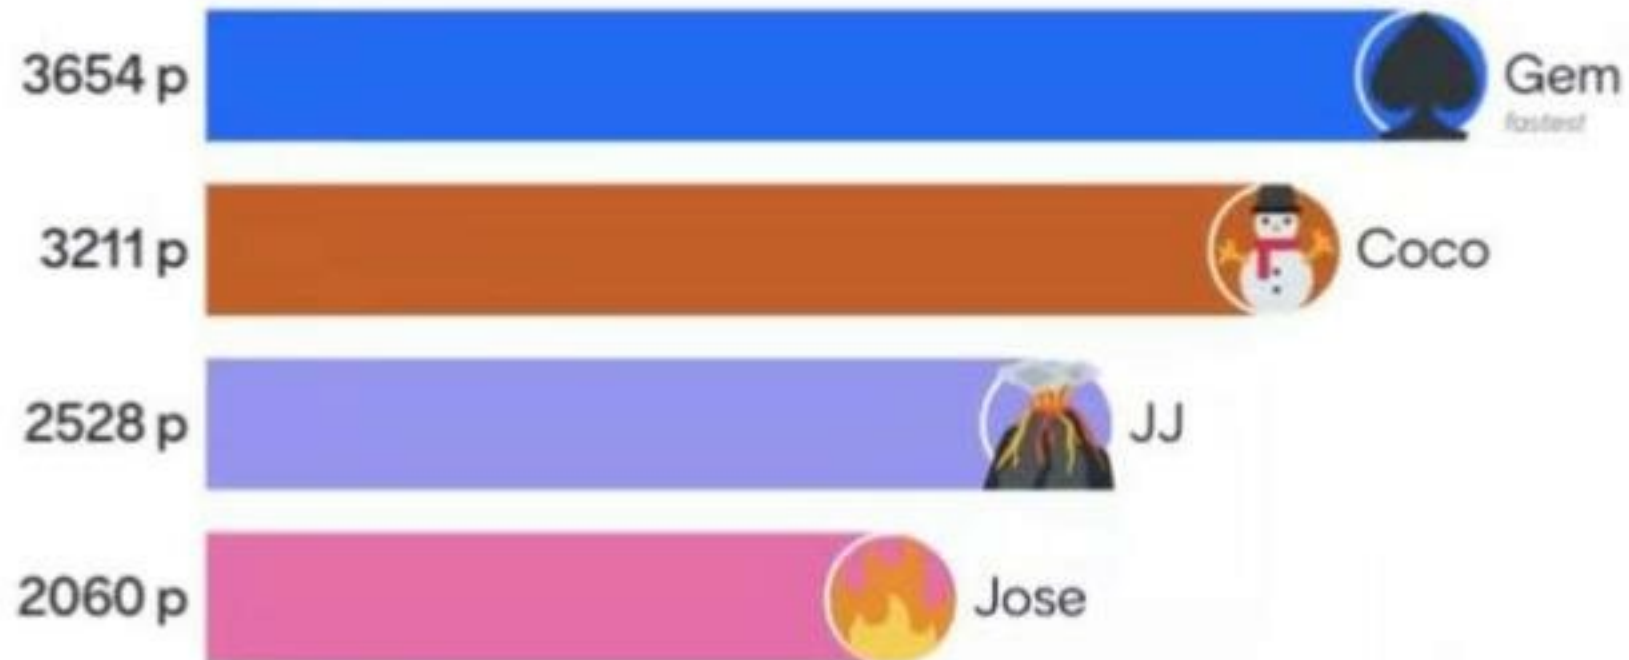 3654 p
Gem
fastest
3211 p
Coco
2528 p
JJ
2060 p
Jose